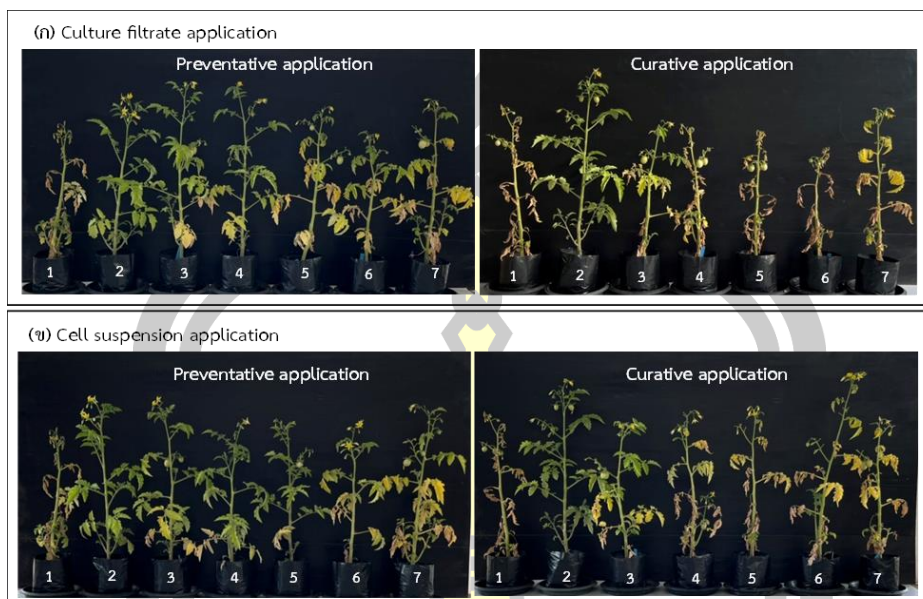 (ก) Culture filtrate application
Preventative application
Curative application
1 2 3 4 5 6 7
1 2 3 4 5 6 7
(ข) Cell suspension application
Preventative application
Curative application
1 2 3 4 5 6 7
1 2 3 4 5 6 7